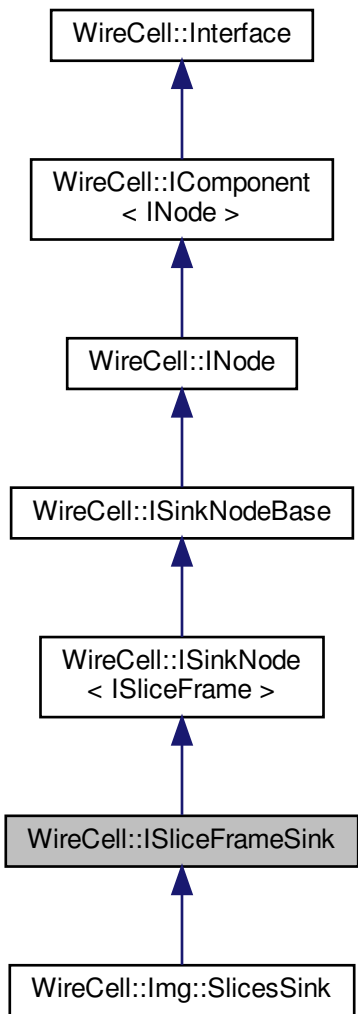 WireCell::Interface
WireCell::IComponent
< INode >
WireCell::INode
WireCell::ISinkNodeBase
WireCell::ISinkNode
< ISliceFrame >
WireCell::ISliceFrameSink
WireCell::Img::SlicesSink